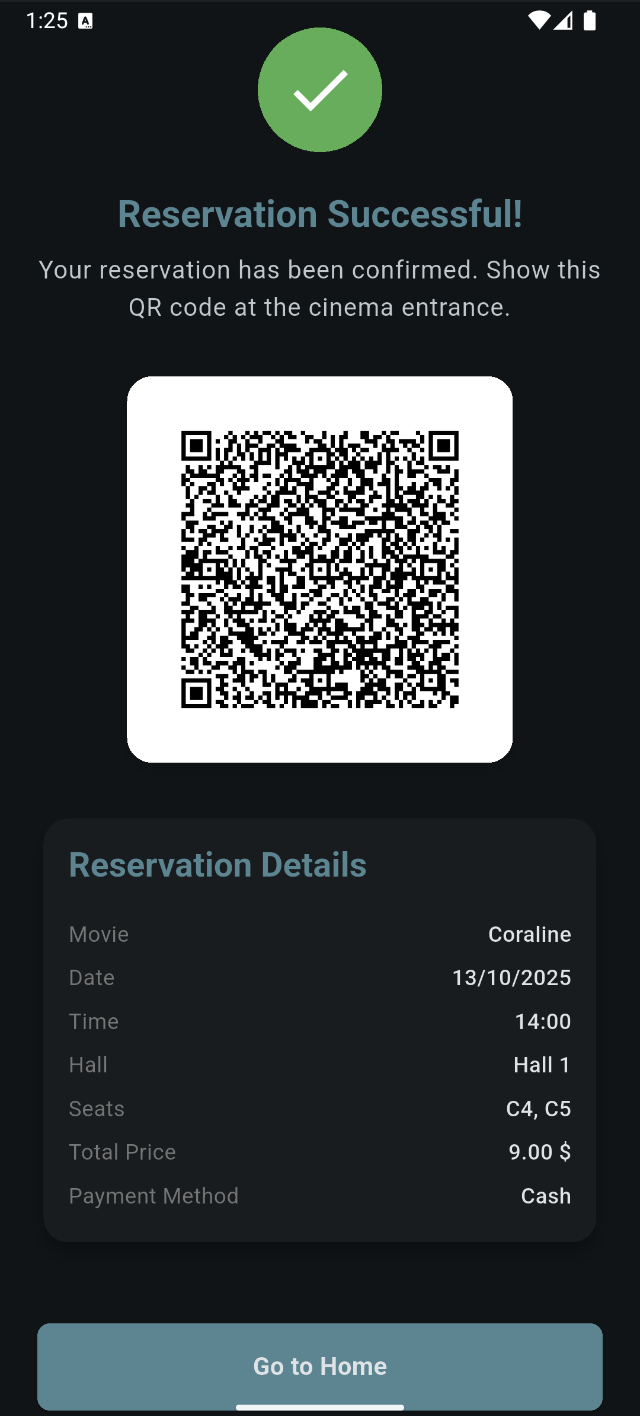 1:25 A
Reservation Successful!
Your reservation has been confirmed. Show this
QR code at the cinema entrance.
Reservation Details
Movie Coraline
Date 13/10/2025
Time 14:00
Hall Hall 1
Seats C4, C5
Total Price 9.00 $
Payment Method Cash
Go to Home